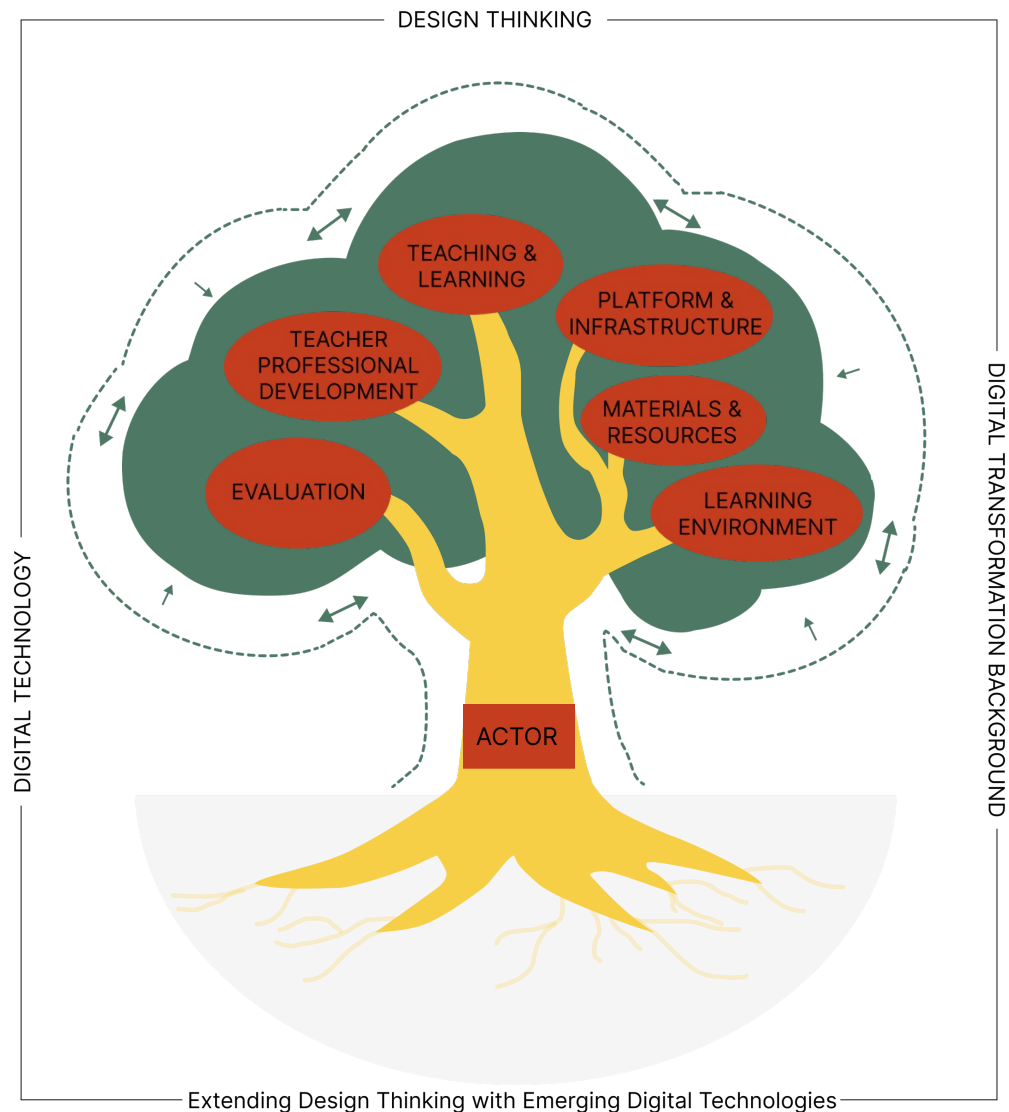 DESIGN THINKING
TEACHING &
LEARNING
PLATFORM &
INFRASTRUCTURE
TEACHER
PROFESSIONAL
DEVELOPMENT
MATERIALS &
RESOURCES
EVALUATION
LEARNING
ENVIRONMENT
DIGITAL TECHNOLOGY
DIGITAL TRANSFORMATION BACKGROUND
ACTOR
Extending Design Thinking with Emerging Digital Technologies